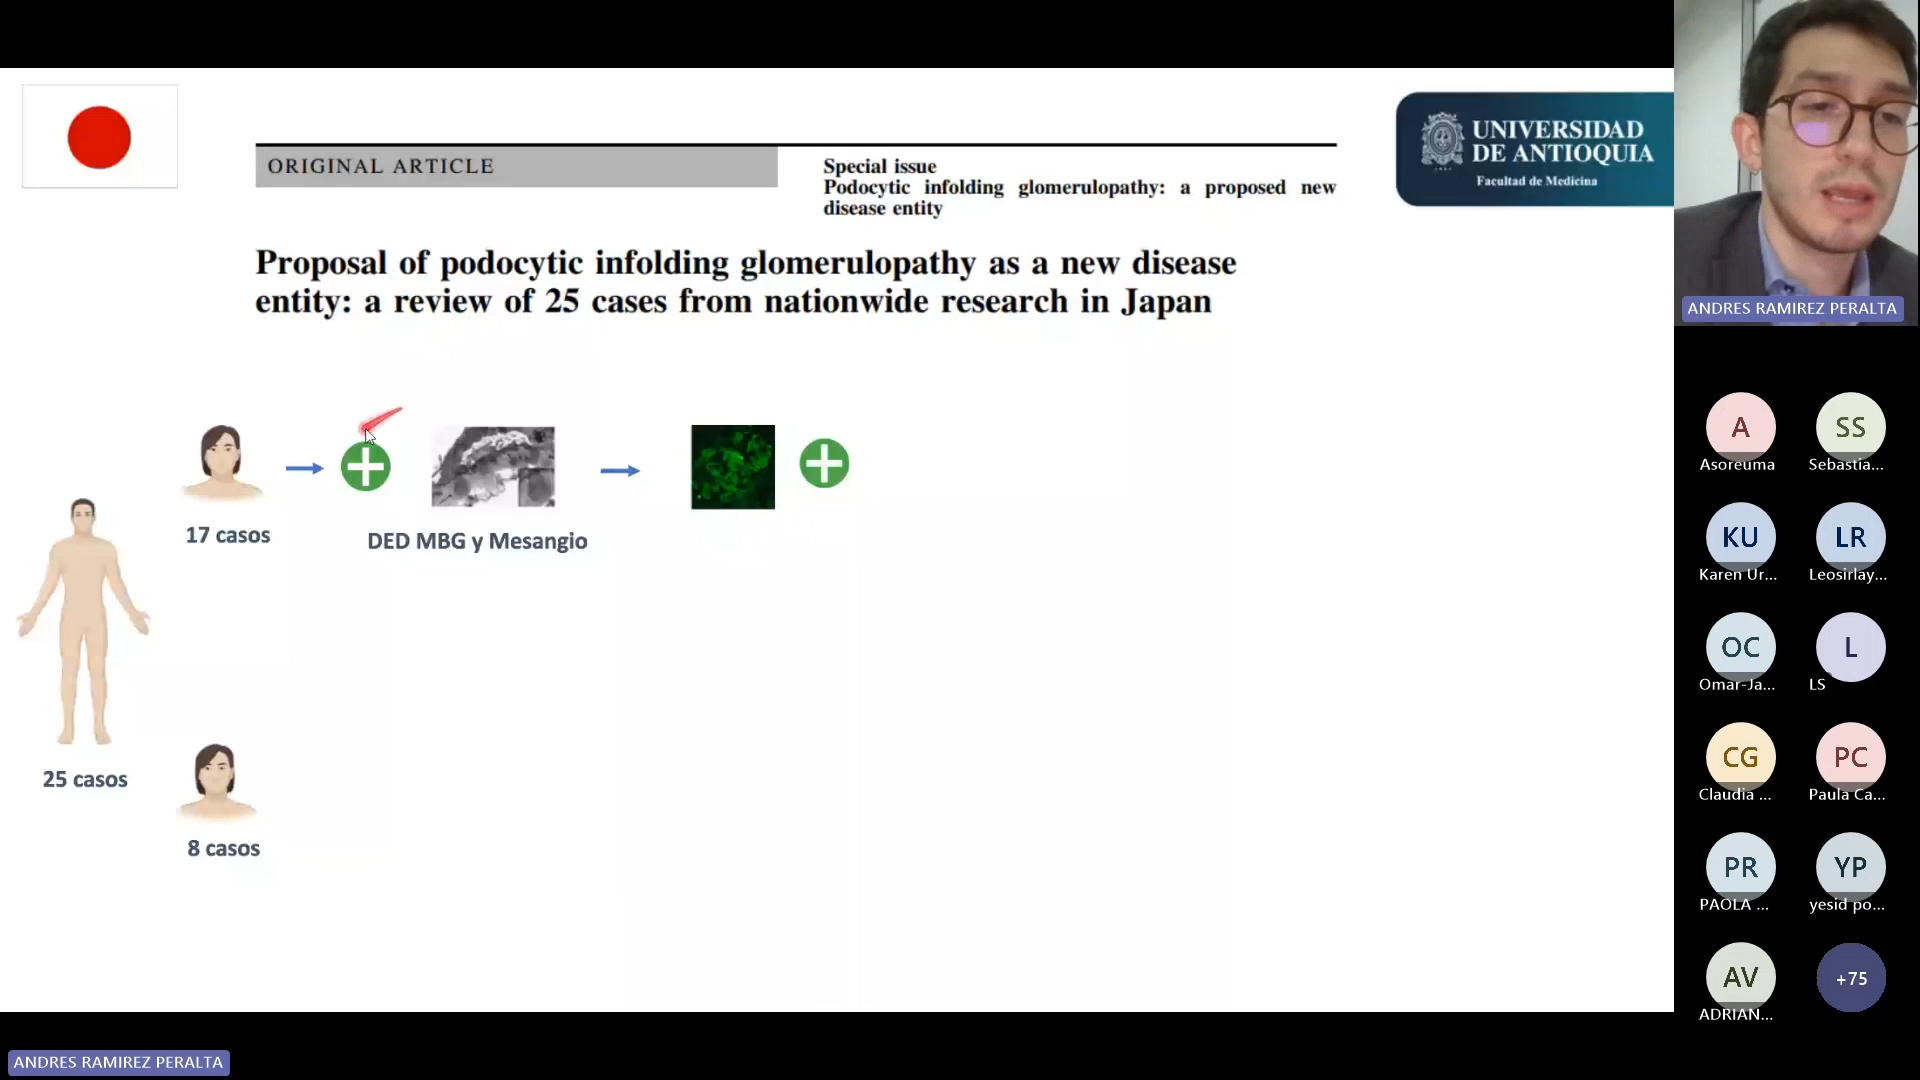 ORIGINAL ARTICLE
Special issue
Podocytic infolding glomerulopathy: a proposed new
disease entity
UNIVERSIDAD
DE ANTIOQUIA
Facultad de Medicina
Proposal of podocytic infolding glomerulopathy as a new disease
entity: a review of 25 cases from nationwide research in Japan
17 casos
DED MBG y Mesangio
25 casos
8 casos
ANDRES RAMIREZ PERALTA
A
Asoreuma
SS
Sebastia...
KU
Karen Ur...
LR
Leosirlay...
OC
Omar-Ja...
L
LS
CG
Claudia ...
PC
Paula Ca...
PR
PAOLA ...
YP
yesid po...
AV
ADRIAN...
+75
ANDRES RAMIREZ PERALTA